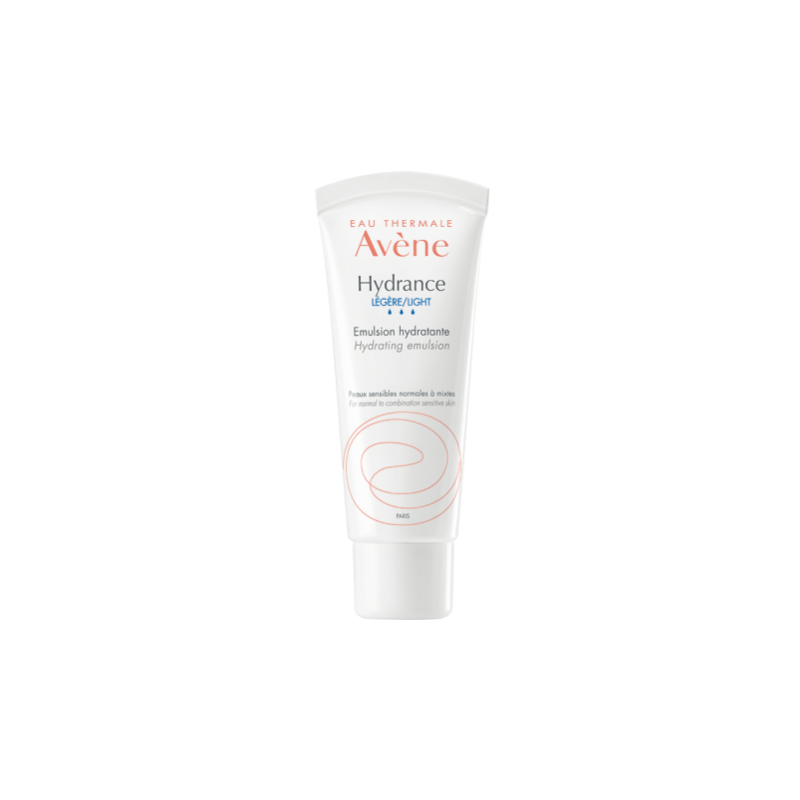 EAU THERMALE
Avène
Hydrance
LÉGÈRE/LIGHT
Emulsion hydratante
Hydrating emulsion
Peaux sensibles normales à mixtes
For normal to combination sensitive skin
PARIS